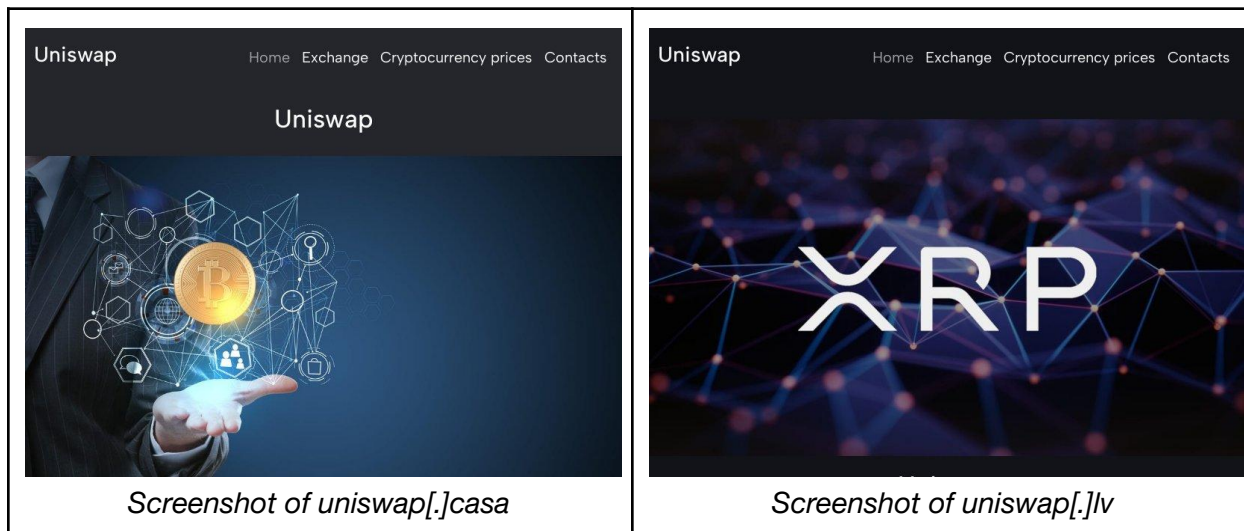 Uniswap Home Exchange Cryptocurrency prices Contacts
Uniswap
Screenshot of uniswap[.]casa
Uniswap Home Exchange Cryptocurrency prices Contacts
XRP
Screenshot of uniswap[.]lv